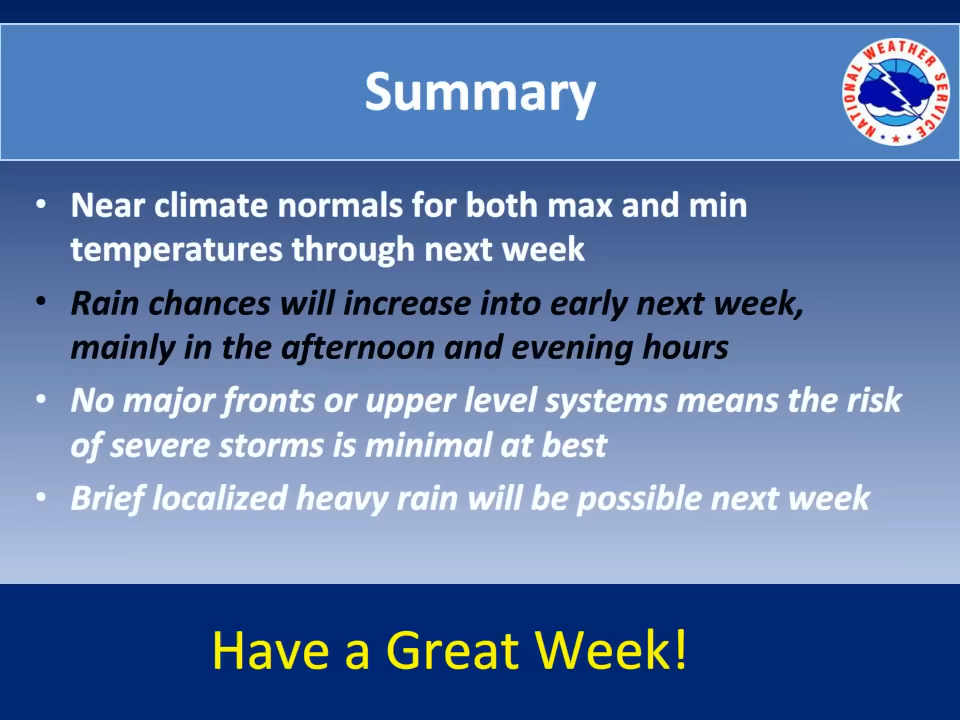 Summary
NATIONAL WEATHER SERVICE
• Near climate normals for both max and min
temperatures through next week
• Rain chances will increase into early next week,
mainly in the afternoon and evening hours
• No major fronts or upper level systems means the risk
of severe storms is minimal at best
• Brief localized heavy rain will be possible next week
Have a Great Week!